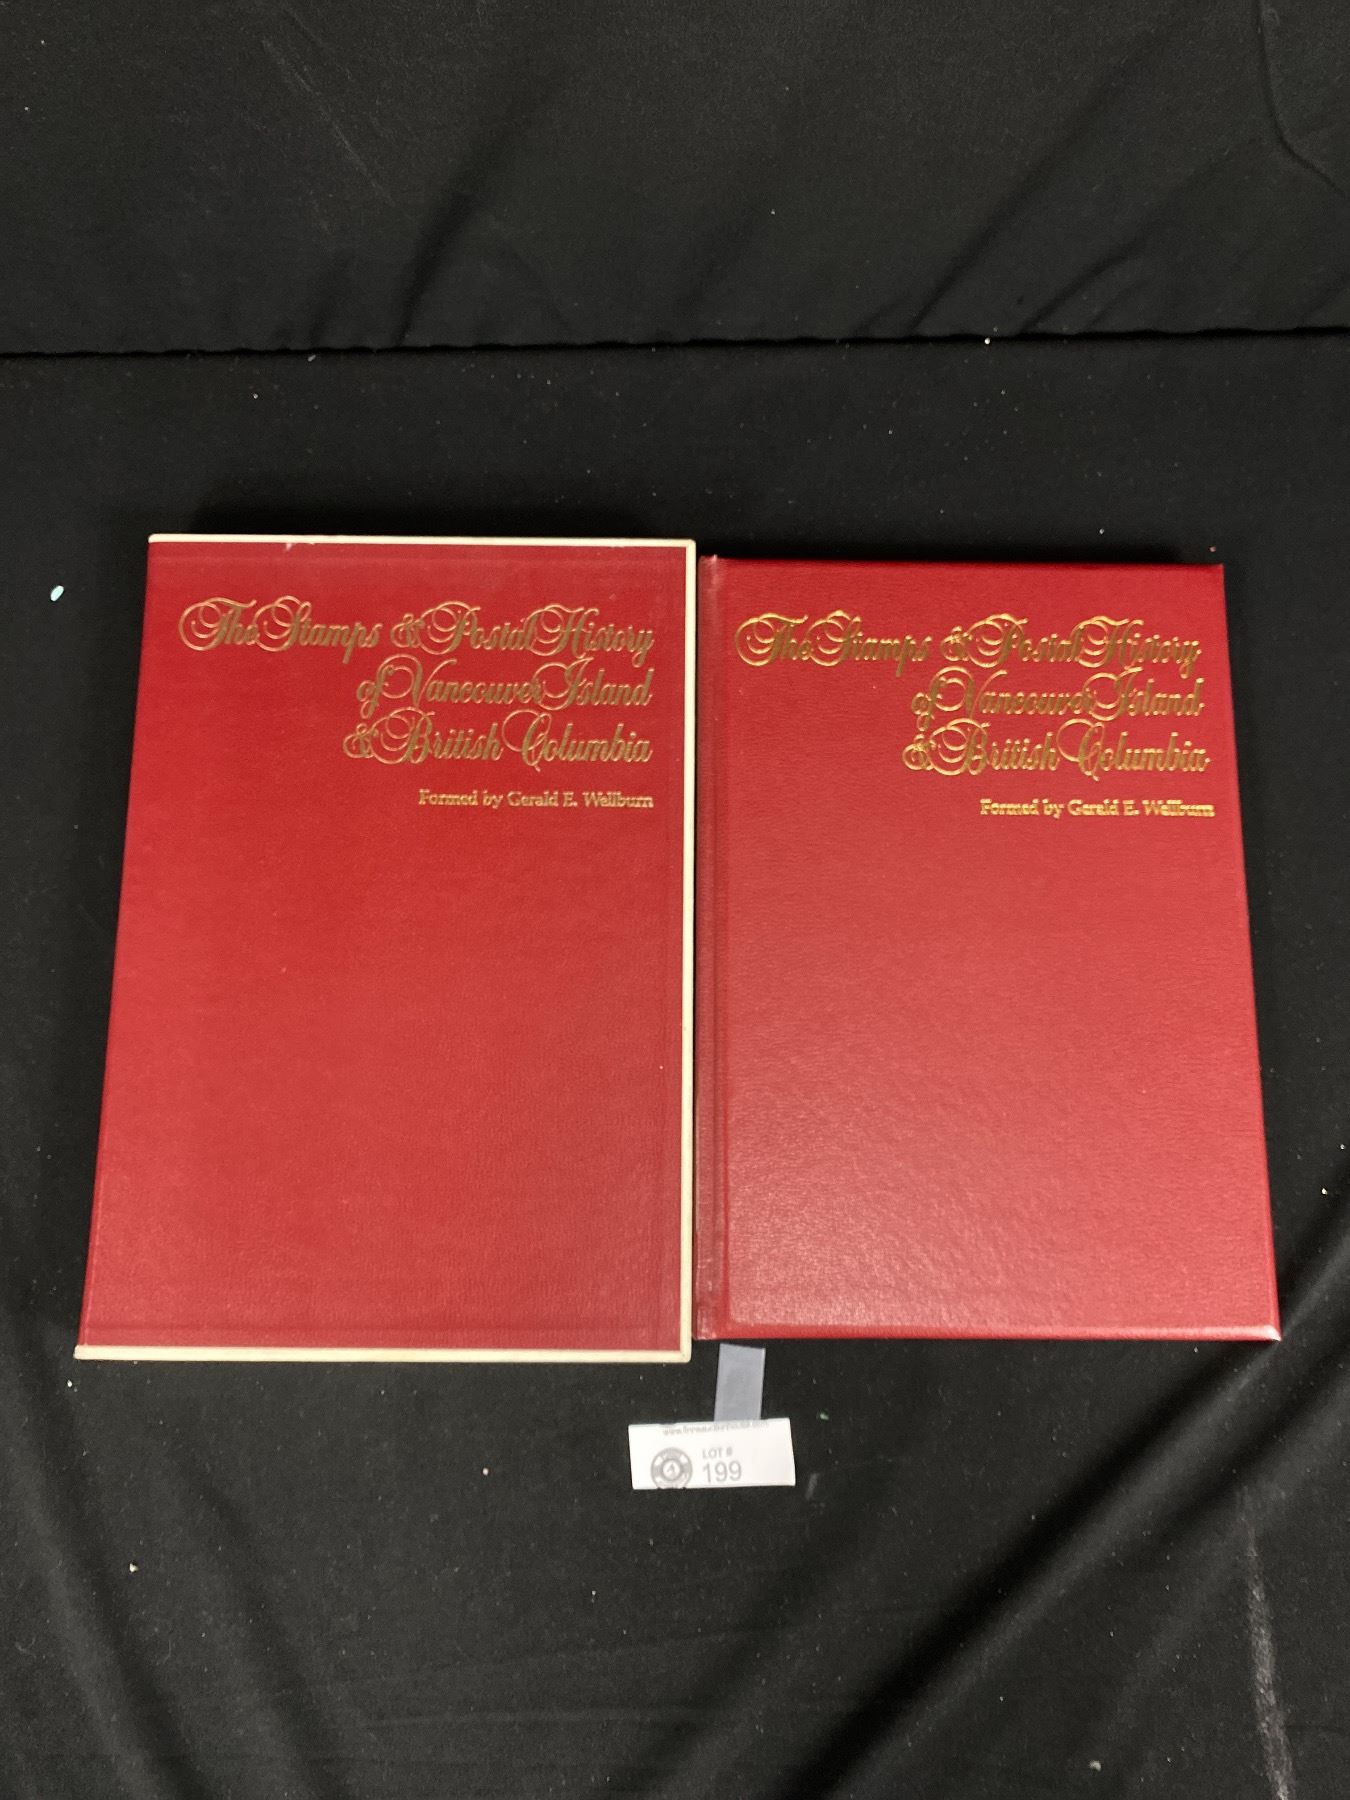 The Stamps & Postal History
of Vancouver Island
& British Columbia
Formed by Gerald E. Wellburn
The Stamps & Postal History
of Vancouver Island
& British Columbia
Formed by Gerald E. Wellburn
LOT #
199